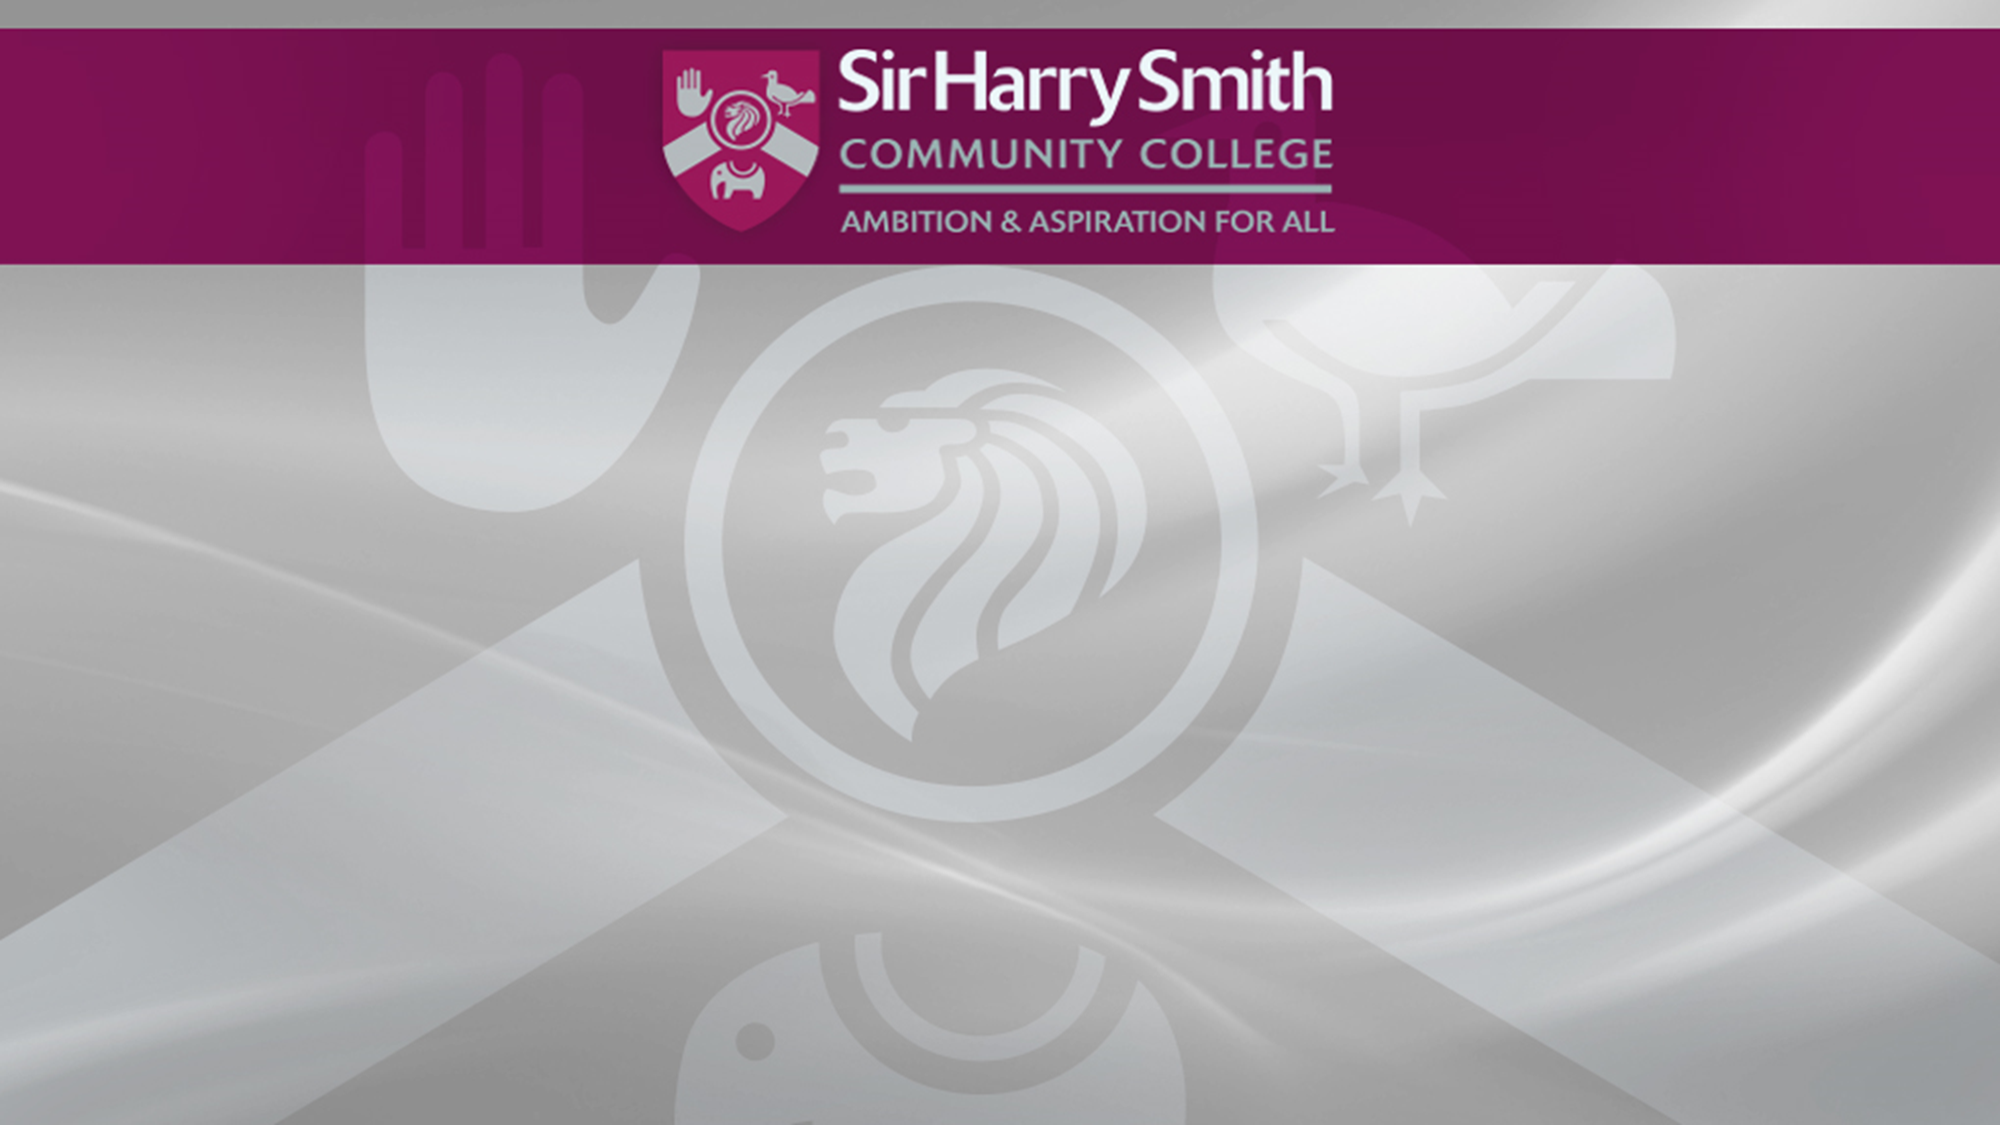 Sir Harry Smith
COMMUNITY COLLEGE
AMBITION & ASPIRATION FOR ALL